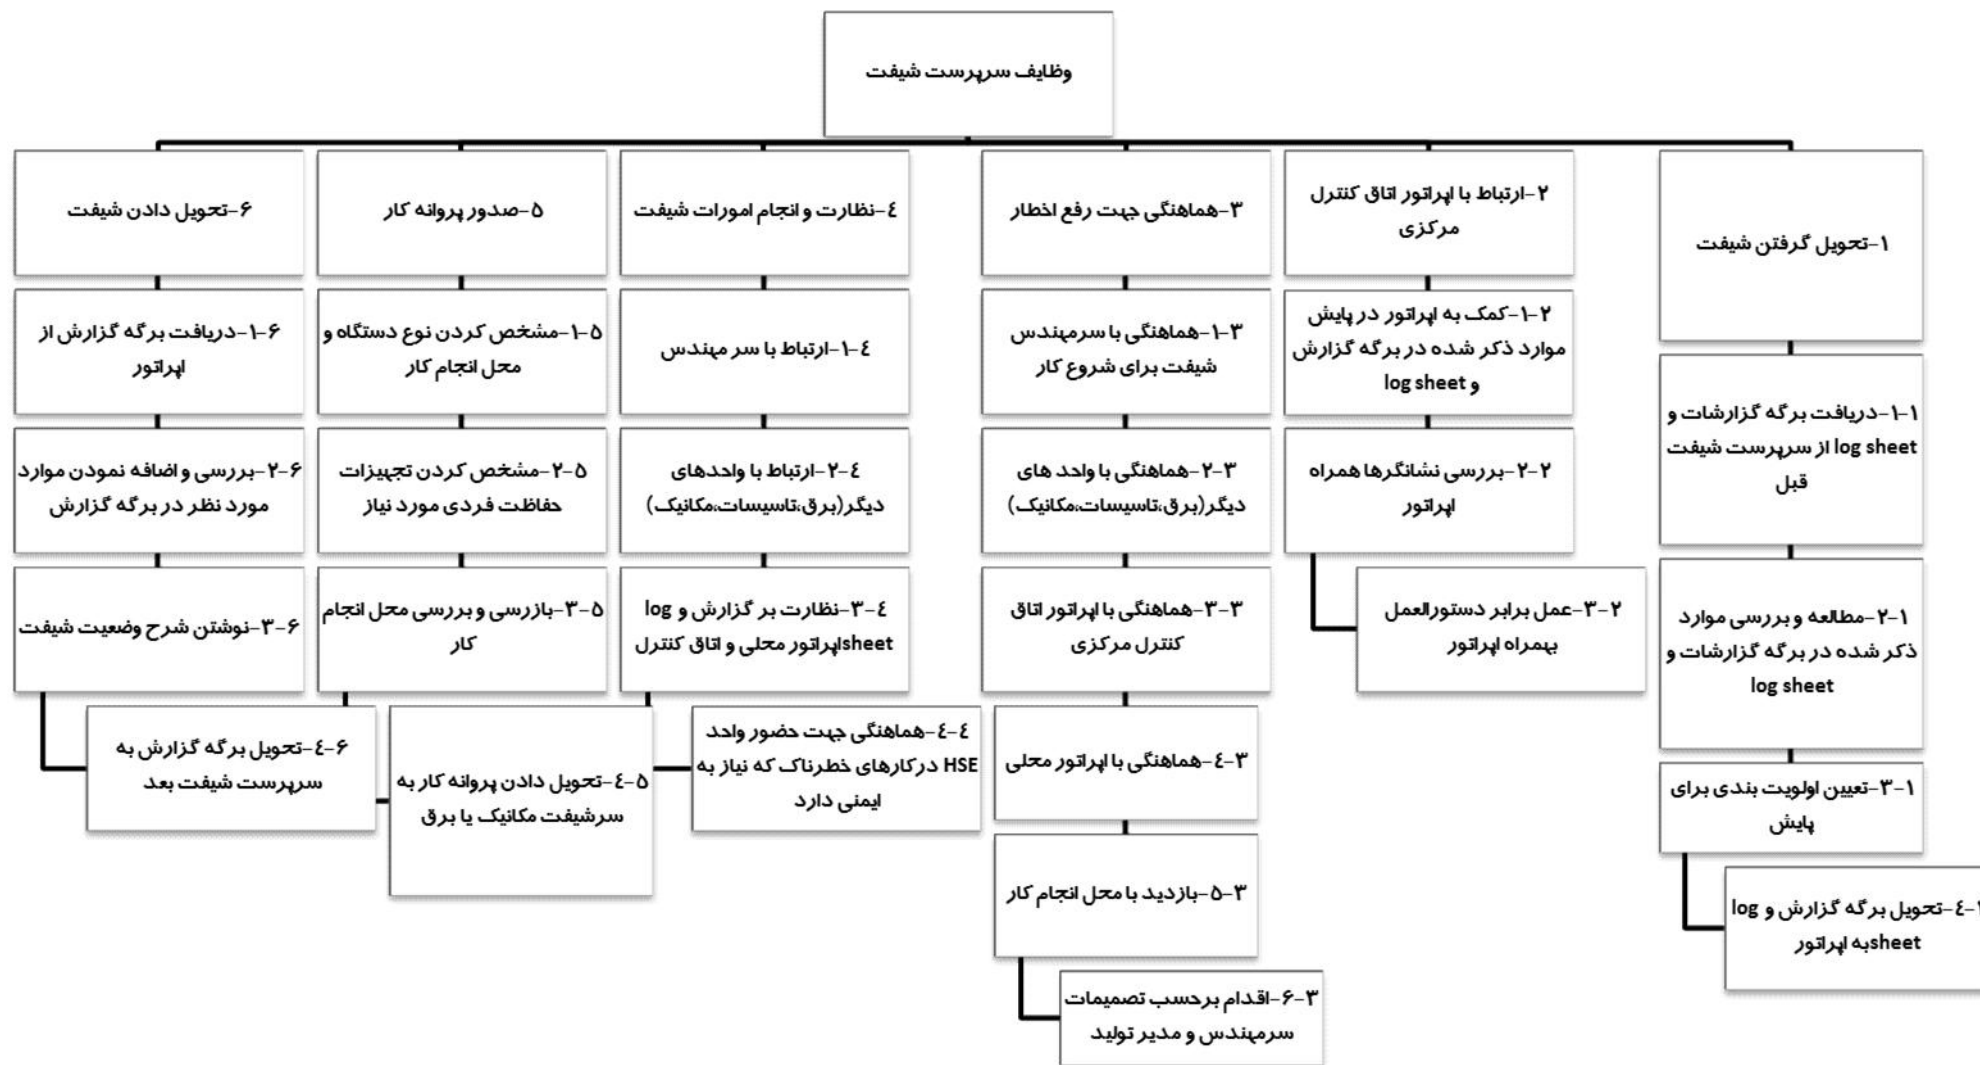 وظایف سرپرست شیفت
۱-تحویل گرفتن شیفت
۱-۱-دریافت برگه گزارشات و
log sheet از سرپرست شیفت
قبل
۲-۱-مطالعه و بررسی موارد
ذکر شده در برگه گزارشات و
log sheet
۳-۱-تعیین اولویت بندی برای
پایش
۴-۱-تحویل برگه گزارش و log
sheetبه اپراتور
۲-ارتباط با اپراتور اتاق کنترل
مرکزی
۱-۲-کمک به اپراتور در پایش
موارد ذکر شده در برگه گزارش
و log sheet
۲-۲-بررسی نشانگرها همراه
اپراتور
۳-۲-عمل برابر دستورالعمل
بهمراه اپراتور
۳-هماهنگی جهت رفع اخطار
۱-۳-هماهنگی با سرمهندس
شیفت برای شروع کار
۲-۳-هماهنگی با واحد های
دیگر(برق،تاسیسات،مکانیک)
۳-۳-هماهنگی با اپراتور اتاق
کنترل مرکزی
۴-۳-هماهنگی با اپراتور محلی
۵-۳-بازدید با محل انجام کار
۶-۳-اقدام برحسب تصمیمات
سرمهندس و مدیر تولید
۴-نظارت و انجام امورات شیفت
۱-۴-ارتباط با سر مهندس
۲-۴-ارتباط با واحدهای
دیگر(برق،تاسیسات،مکانیک)
۳-۴-نظارت بر گزارش و log
sheetاپراتور محلی و اتاق کنترل
۴-۴-هماهنگی جهت حضور واحد
HSE درکارهای خطرناک که نیاز به
ایمنی دارد
۵-صدور پروانه کار
۱-۵-مشخص کردن نوع دستگاه و
محل انجام کار
۲-۵-مشخص کردن تجهیزات
حفاظت فردی مورد نیاز
۳-۵-بازرسی و بررسی محل انجام
کار
۴-۵-تحویل دادن پروانه کار به
سرشیفت مکانیک یا برق
۶-تحویل دادن شیفت
۱-۶-دریافت برگه گزارش از
اپراتور
۲-۶-بررسی و اضافه نمودن موارد
مورد نظر در برگه گزارش
۳-۶-نوشتن شرح وضعیت شیفت
۴-۶-تحویل برگه گزارش به
سرپرست شیفت بعد